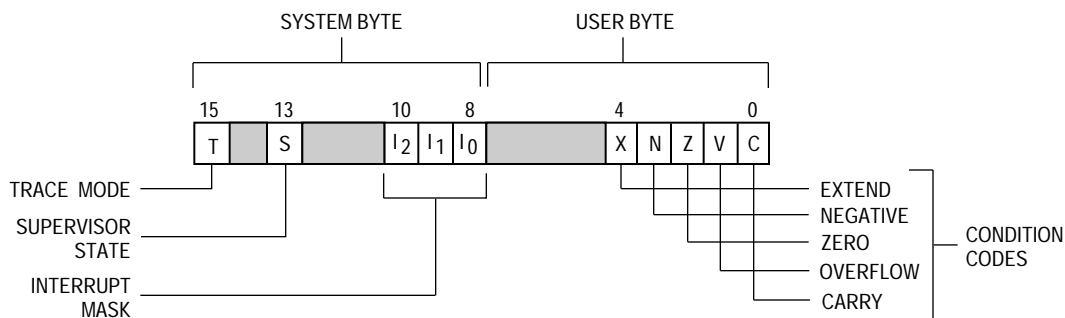 SYSTEM BYTE
USER BYTE
15 13 10 8 4 0
T S I2 I1 I0 X N Z V C
TRACE MODE
SUPERVISOR
STATE
INTERRUPT
MASK
EXTEND
NEGATIVE
ZERO
OVERFLOW
CARRY
CONDITION
CODES